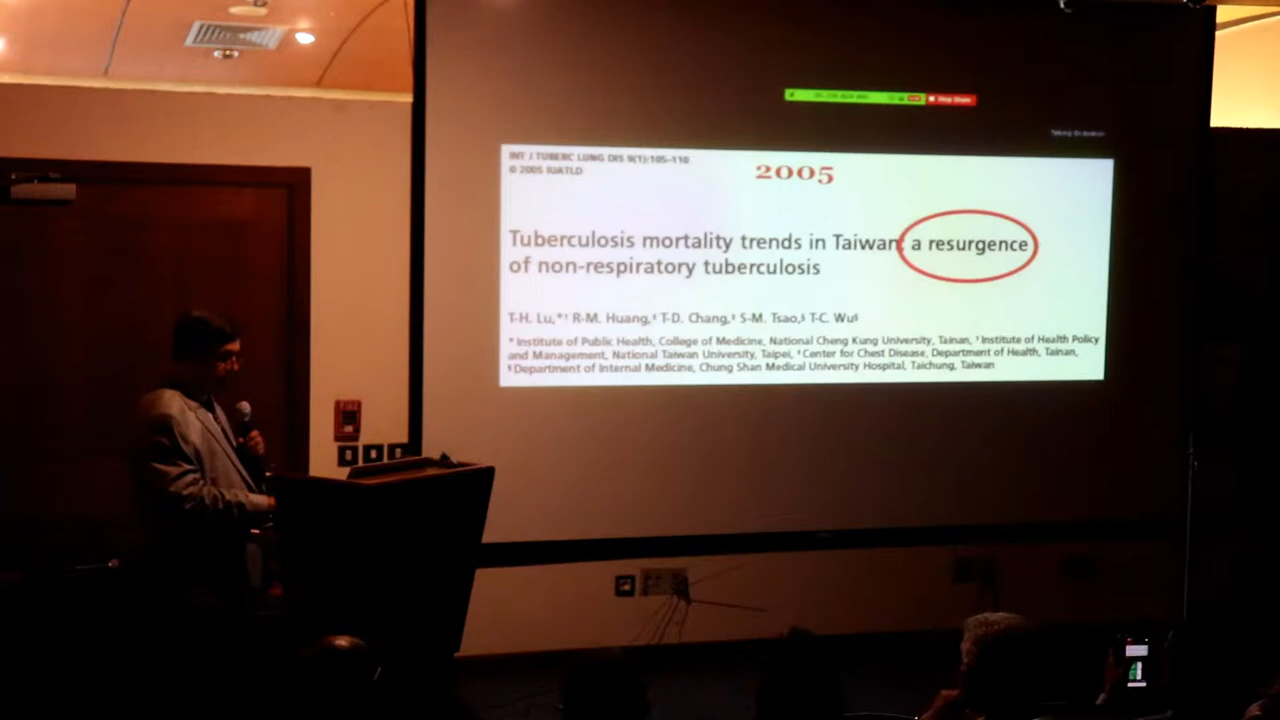 Stop Share
INT J TUBERC LUNG DIS 9(1):105–110
© 2005 IUATLD
2005
Tuberculosis mortality trends in Taiwan: a resurgence
of non-respiratory tuberculosis
T-H. Lu,*† R-M. Huang,‡ T-D. Chang,‡ S-M. Tsao,§ T-C. Wu§
* Institute of Public Health, College of Medicine, National Cheng Kung University, Tainan, † Institute of Health Policy
and Management, National Taiwan University, Taipei, ‡ Center for Chest Disease, Department of Health, Tainan,
§ Department of Internal Medicine, Chung Shan Medical University Hospital, Taichung, Taiwan